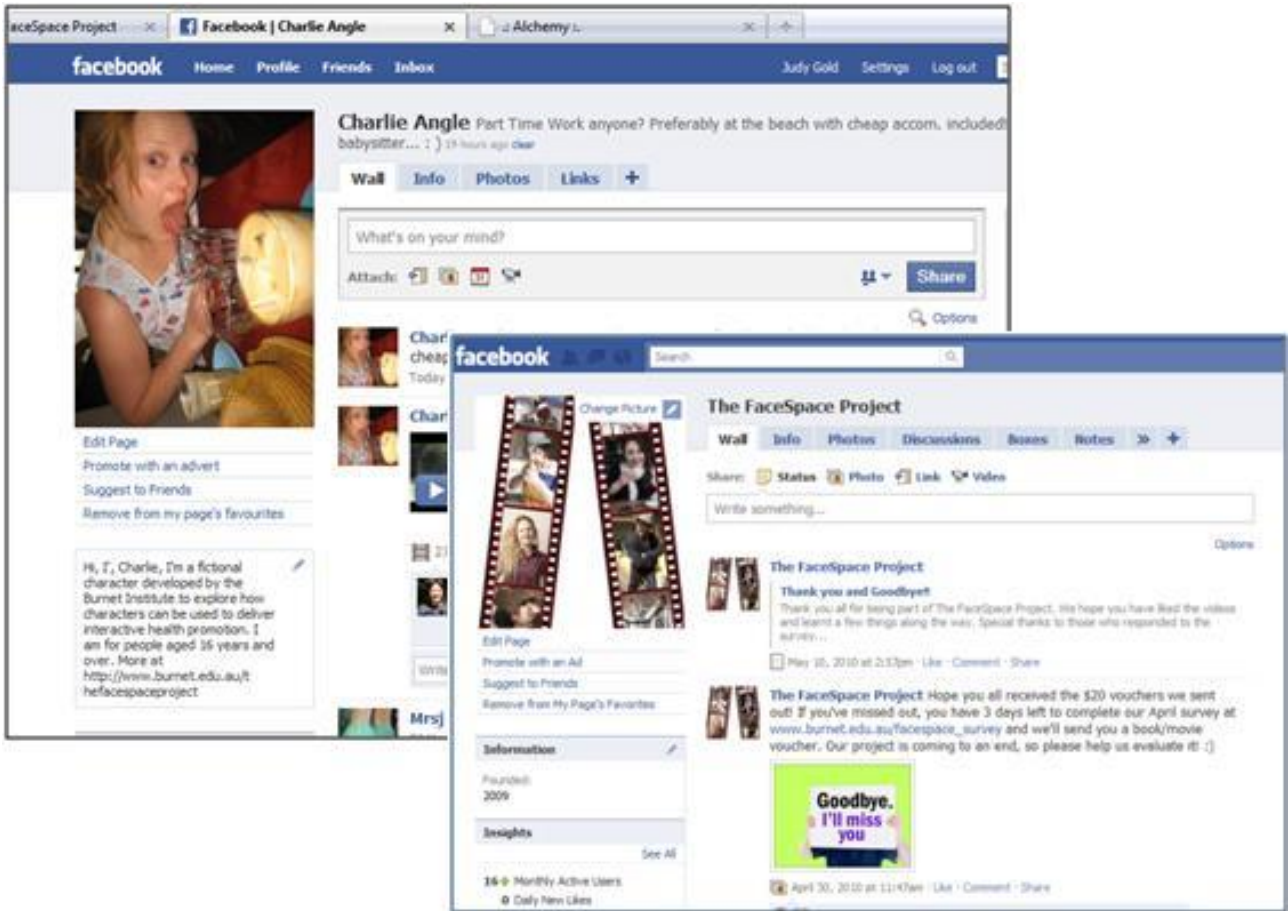 aceSpace Project
Facebook | Charlie Angle
.: Alchemy :.
facebook Home Profile Friends Inbox
Judy Gold Settings Log out
Charlie Angle Part Time Work anyone? Preferably at the beach with cheap accom. included!
babysitter... : ) 19 hours ago clear
Wall Info Photos Links +
What's on your mind?
Attach:
Share
Options
Charl
cheap
Today
Charl
Edit Page
Promote with an advert
Suggest to Friends
Remove from my page's favourites
Hi, I', Charlie, I'm a fictional
character developed by the
Burnet Institute to explore how
characters can be used to deliver
interactive health promotion. I
am for people aged 16 years and
over. More at
http://www.burnet.edu.au/t
hefacespaceproject
Write
Mrsj
facebook
Search
Change Picture
The FaceSpace Project
Wall Info Photos Discussions Boxes Notes >> +
Share: Status Photo Link Video
Write something...
Options
The FaceSpace Project
Thank you and Goodbye!!
Thank you all for being part of The FaceSpace Project. We hope you have liked the videos
and learnt a few things along the way. Special thanks to those who responded to the
survey...
May 10, 2010 at 2:57pm · Like · Comment · Share
The FaceSpace Project Hope you all received the $20 vouchers we sent
out! If you've missed out, you have 3 days left to complete our April survey at
www.burnet.edu.au/facespace_survey and we'll send you a book/movie
voucher. Our project is coming to an end, so please help us evaluate it! :)
Goodbye.
I'll miss
you
April 30, 2010 at 11:47am · Like · Comment · Share
Edit Page
Promote with an Ad
Suggest to Friends
Remove from My Page's Favorites
Information
Founded:
2009
Insights
See All
16 Monthly Active Users
0 Daily New Likes